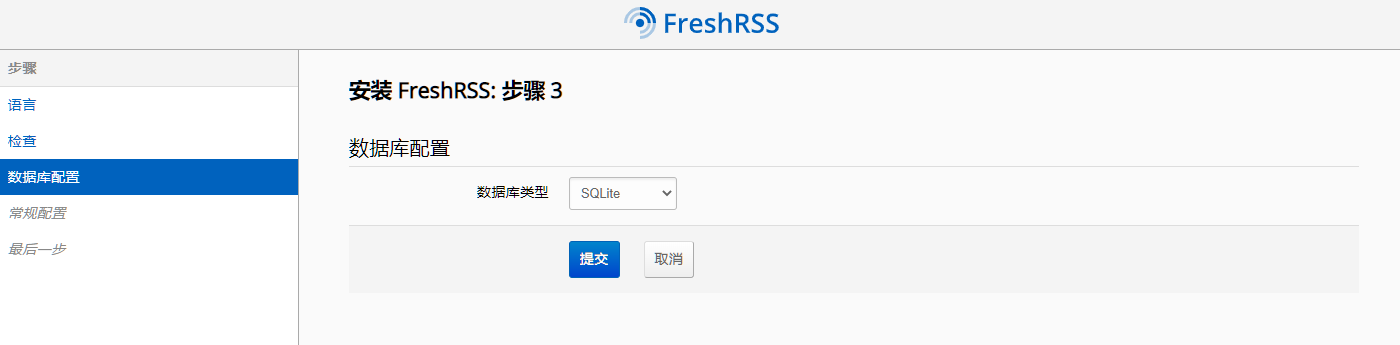 FreshRSS
步骤
语言
检查
数据库配置
常规配置
最后一步
安装 FreshRSS: 步骤 3
数据库配置
数据库类型 SQLite
提交 取消